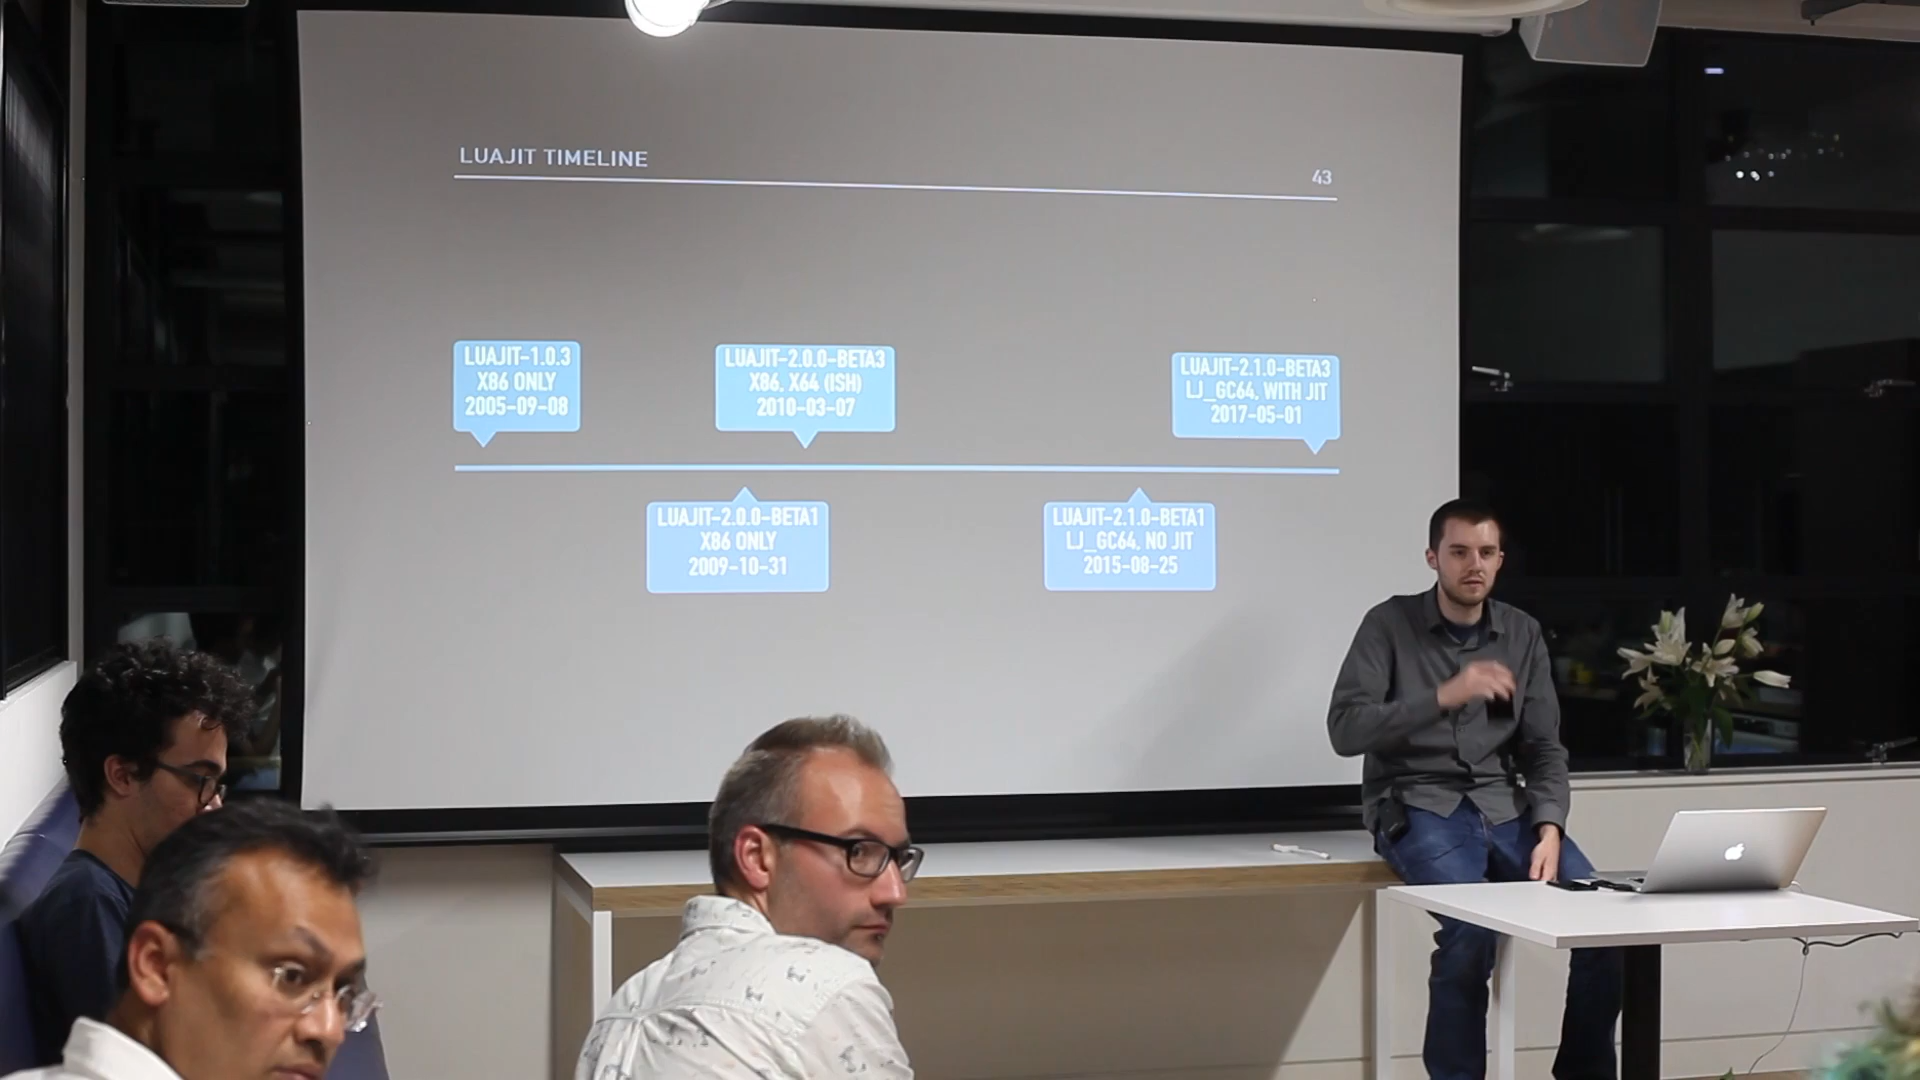 LUAJIT TIMELINE
43
LUAJIT-1.0.3
X86 ONLY
2005-09-08
LUAJIT-2.0.0-BETA3
X86, X64 (ISH)
2010-03-07
LUAJIT-2.1.0-BETA3
LJ_GC64, WITH JIT
2017-05-01
LUAJIT-2.0.0-BETA1
X86 ONLY
2009-10-31
LUAJIT-2.1.0-BETA1
LJ_GC64, NO JIT
2015-08-25